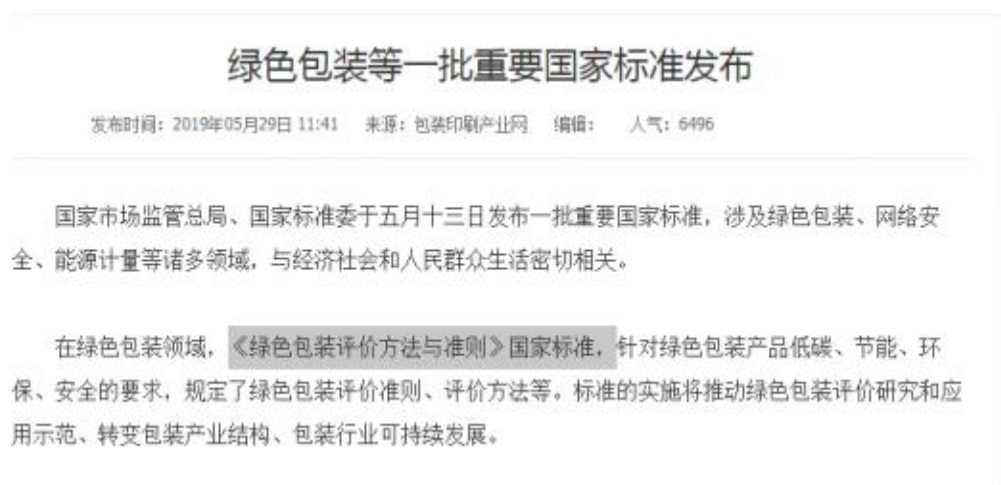 绿色包装等一批重要国家标准发布
发布时间：2019年05月29日 11:41 来源：包装印刷产业网 编辑： 人气：6496
国家市场监管总局、国家标准委于五月十三日发布一批重要国家标准，涉及绿色包装、网络安
全、能源计量等诸多领域，与经济社会和人民群众生活密切相关。
在绿色包装领域，《绿色包装评价方法与准则》国家标准，针对绿色包装产品低碳、节能、环
保、安全的要求，规定了绿色包装评价准则、评价方法等。标准的实施将推动绿色包装评价研究和应
用示范、转变包装产业结构、包装行业可持续发展。